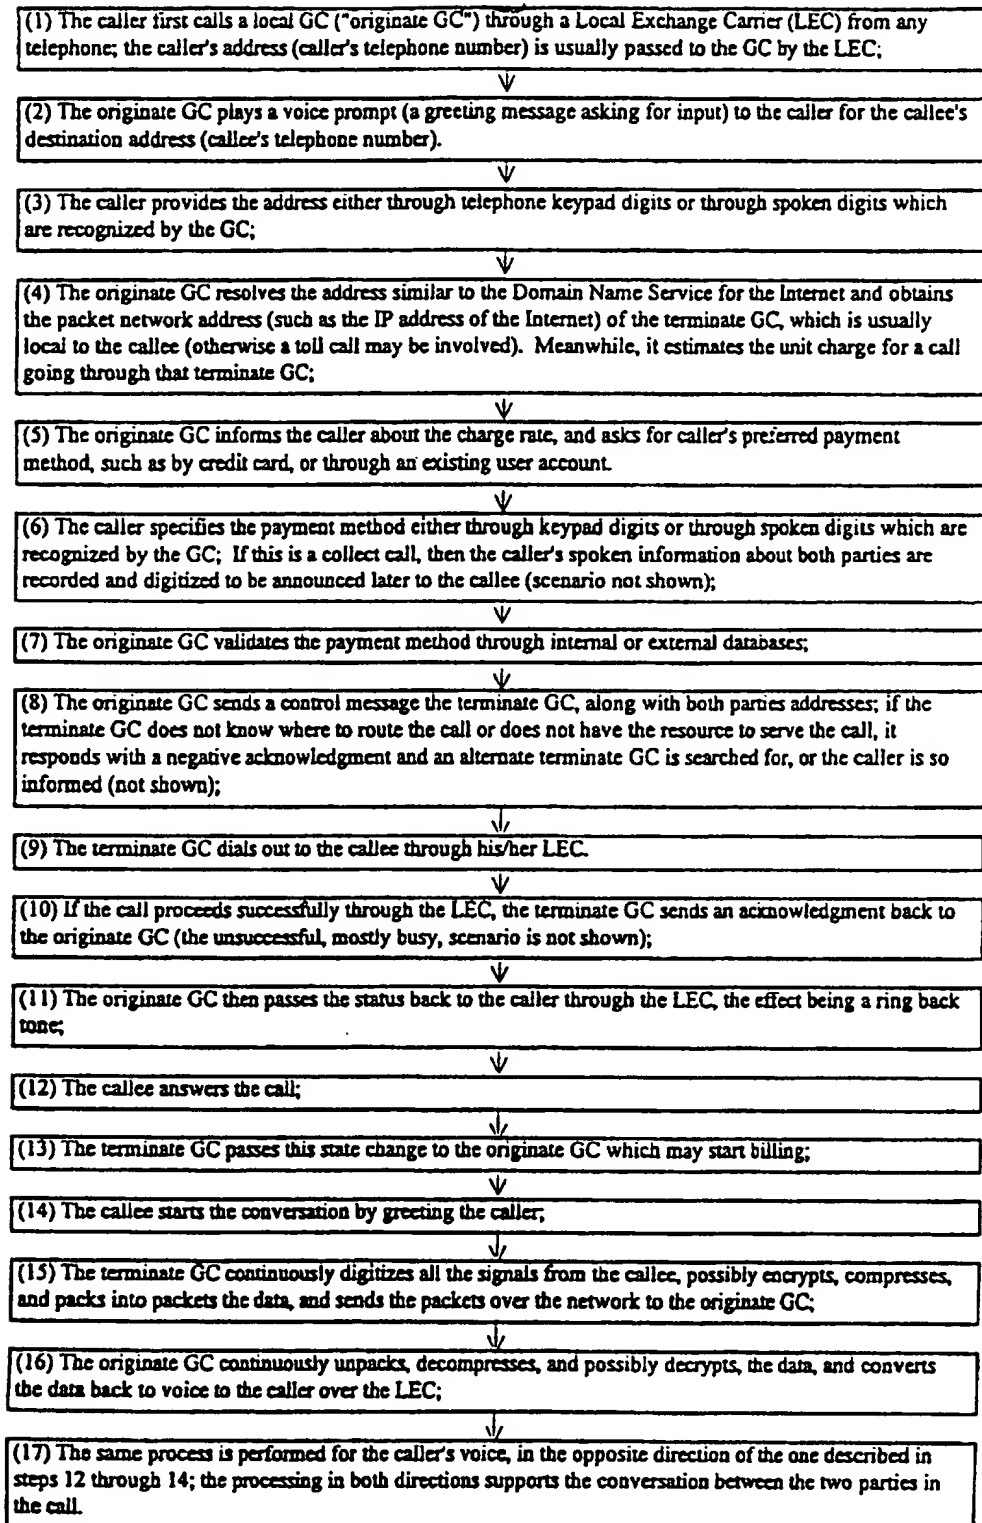 (1) The caller first calls a local GC ("originate GC") through a Local Exchange Carrier (LEC) from any
telephone; the caller's address (caller's telephone number) is usually passed to the GC by the LEC;
(2) The originate GC plays a voice prompt (a greeting message asking for input) to the caller for the callee's
destination address (callee's telephone number).
(3) The caller provides the address either through telephone keypad digits or through spoken digits which
are recognized by the GC;
(4) The originate GC resolves the address similar to the Domain Name Service for the Internet and obtains
the packet network address (such as the IP address of the Internet) of the terminate GC, which is usually
local to the callee (otherwise a toll call may be involved). Meanwhile, it estimates the unit charge for a call
going through that terminate GC;
(5) The originate GC informs the caller about the charge rate, and asks for caller's preferred payment
method, such as by credit card, or through an existing user account.
(6) The caller specifies the payment method either through keypad digits or through spoken digits which are
recognized by the GC; If this is a collect call, then the caller's spoken information about both parties are
recorded and digitized to be announced later to the callee (scenario not shown);
(7) The originate GC validates the payment method through internal or external databases;
(8) The originate GC sends a control message the terminate GC, along with both parties addresses; if the
terminate GC does not know where to route the call or does not have the resource to serve the call, it
responds with a negative acknowledgment and an alternate terminate GC is searched for, or the caller is so
informed (not shown);
(9) The terminate GC dials out to the callee through his/her LEC.
(10) If the call proceeds successfully through the LEC, the terminate GC sends an acknowledgment back to
the originate GC (the unsuccessful, mostly busy, scenario is not shown);
(11) The originate GC then passes the status back to the caller through the LEC, the effect being a ring back
tone;
(12) The callee answers the call;
(13) The terminate GC passes this state change to the originate GC which may start billing;
(14) The callee starts the conversation by greeting the caller;
(15) The terminate GC continuously digitizes all the signals from the callee, possibly encrypts, compresses,
and packs into packets the data, and sends the packets over the network to the originate GC;
(16) The originate GC continuously unpacks, decompresses, and possibly decrypts, the data, and converts
the data back to voice to the caller over the LEC;
(17) The same process is performed for the caller's voice, in the opposite direction of the one described in
steps 12 through 14; the processing in both directions supports the conversation between the two parties in
the call.